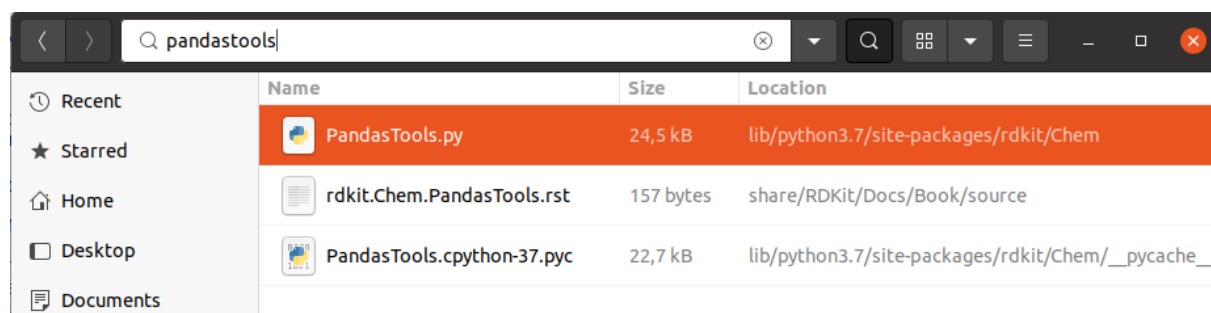 pandastools
Name Size Location
Recent
PandasTools.py 24,5 kB lib/python3.7/site-packages/rdkit/Chem
Starred
rdkit.Chem.PandasTools.rst 157 bytes share/RDKit/Docs/Book/source
Home
Desktop
PandasTools.cpython-37.pyc 22,7 kB lib/python3.7/site-packages/rdkit/Chem/__pycache__
Documents